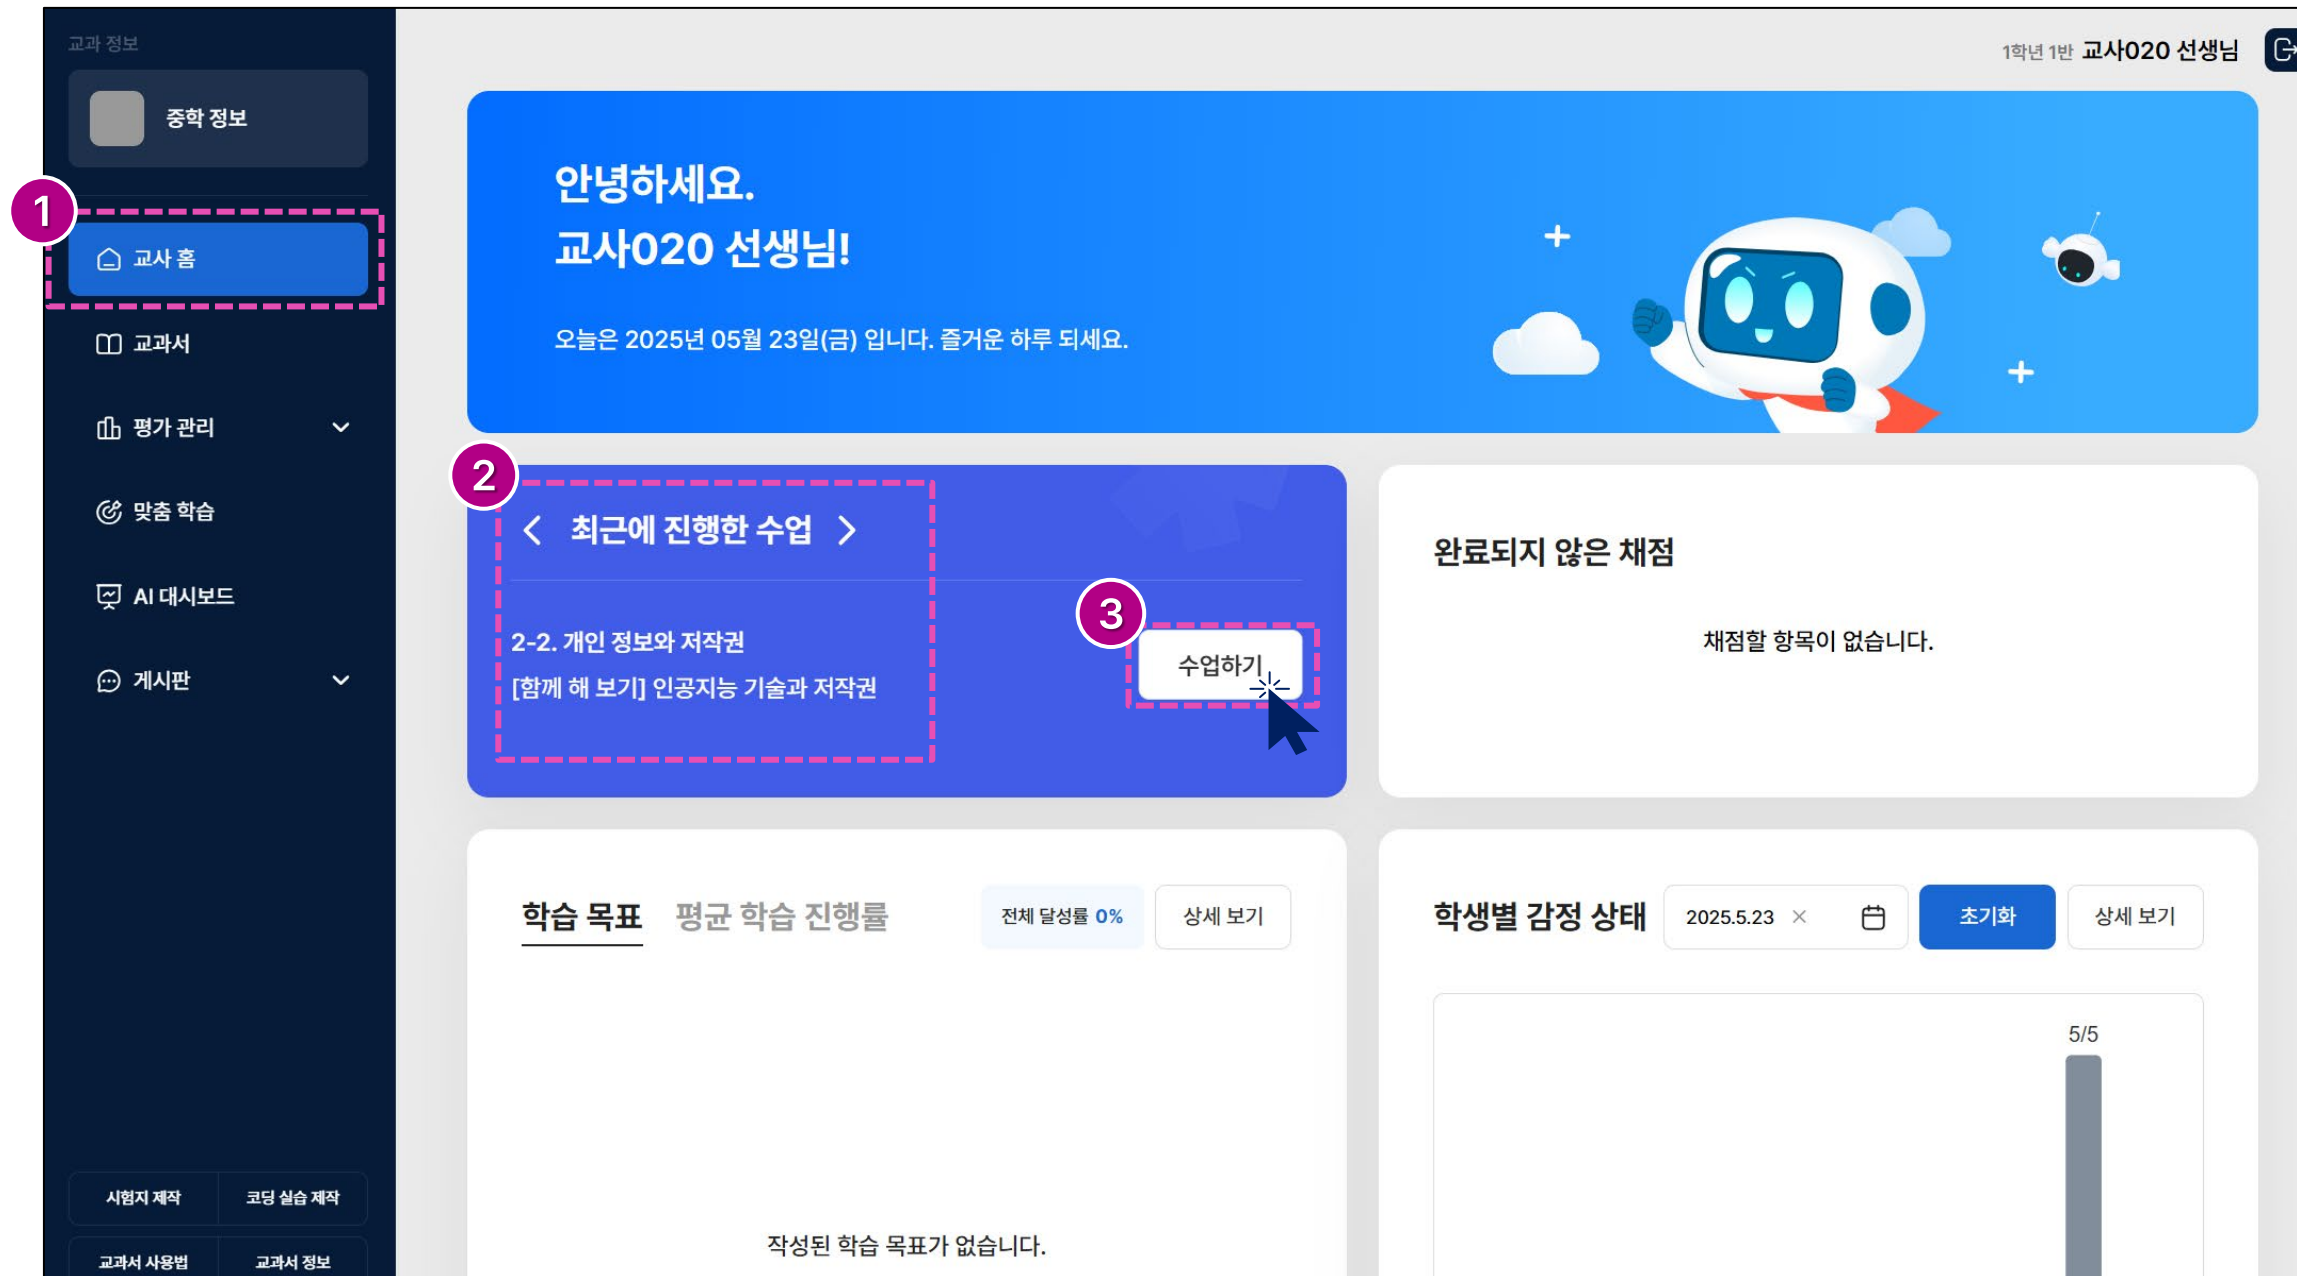 교과 정보
중학 정보
1
교사 홈
교과서
평가 관리
맞춤 학습
AI 대시보드
게시판
시험지 제작
코딩 실습 제작
교과서 사용법
교과서 정보
1학년 1반 교사020 선생님
안녕하세요.
교사020 선생님!
오늘은 2025년 05월 23일(금) 입니다. 즐거운 하루 되세요.
2
최근에 진행한 수업
2-2. 개인 정보와 저작권
[함께 해 보기] 인공지능 기술과 저작권
3
수업하기
완료되지 않은 채점
채점할 항목이 없습니다.
학습 목표 평균 학습 진행률 전체 달성률 0% 상세 보기
작성된 학습 목표가 없습니다.
학생별 감정 상태 2025.5.23 초기화 상세 보기
5/5